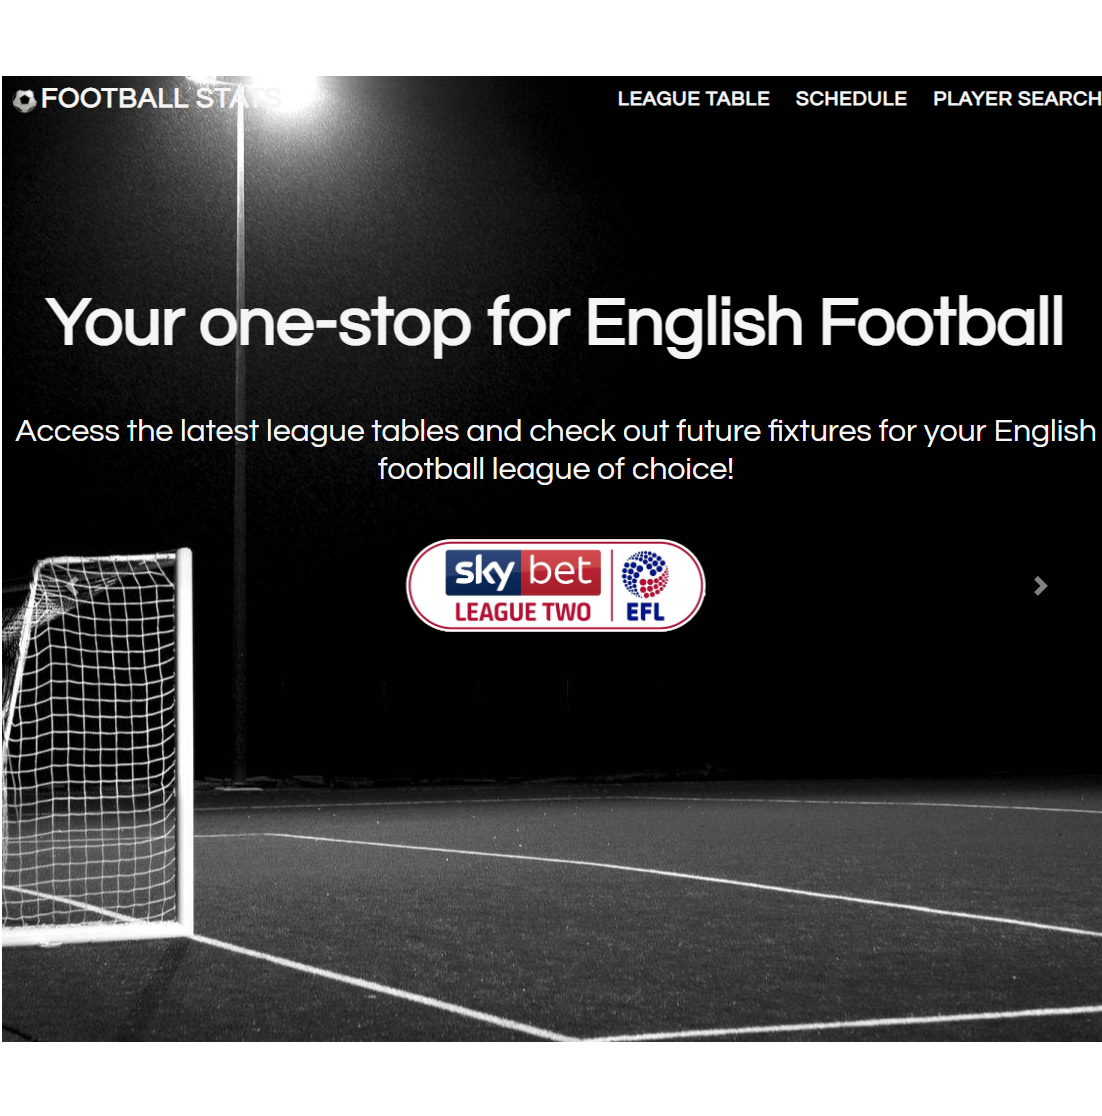 FOOTBALL STATS
LEAGUE TABLE SCHEDULE PLAYER SEARCH
Your one-stop for English Football
Access the latest league tables and check out future fixtures for your English
football league of choice!
sky bet
LEAGUE TWO
EFL